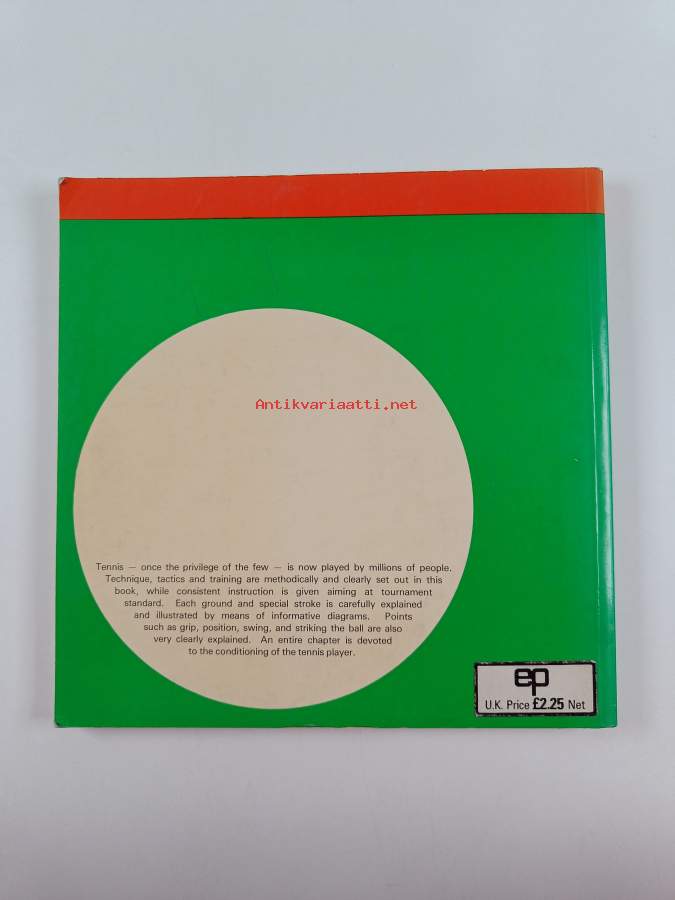 Antikvariaatti.net
Tennis — once the privilege of the few — is now played by millions of people.
Technique, tactics and training are methodically and clearly set out in this
book, while consistent instruction is given aiming at tournament
standard. Each ground and special stroke is carefully explained
and illustrated by means of informative diagrams. Points
such as grip, position, swing, and striking the ball are also
very clearly explained. An entire chapter is devoted
to the conditioning of the tennis player.
ep
U.K. Price £2.25 Net